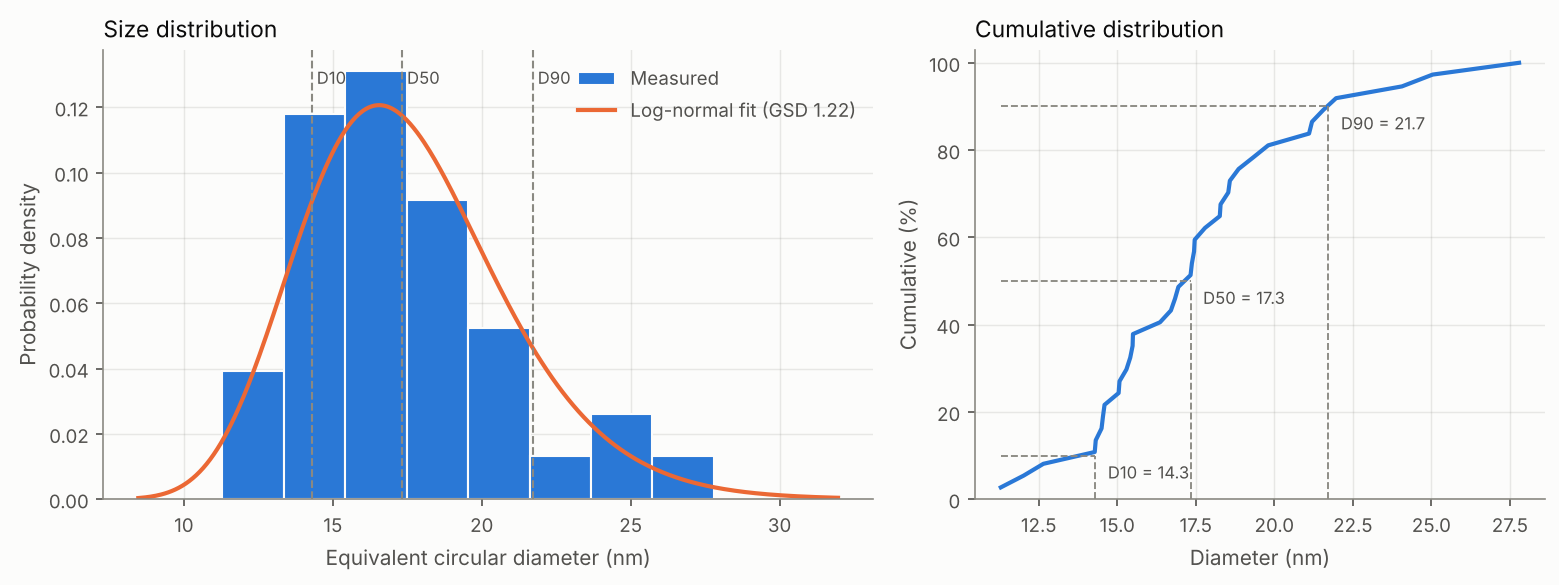 Size distribution
D10
D50
D90
Measured
Log-normal fit (GSD 1.22)
Probability density
0.12
0.10
0.08
0.06
0.04
0.02
0.00
10
15
20
25
30
Equivalent circular diameter (nm)
Cumulative distribution
Cumulative (%)
100
80
60
40
20
0
D90 = 21.7
D50 = 17.3
D10 = 14.3
12.5
15.0
17.5
20.0
22.5
25.0
27.5
Diameter (nm)